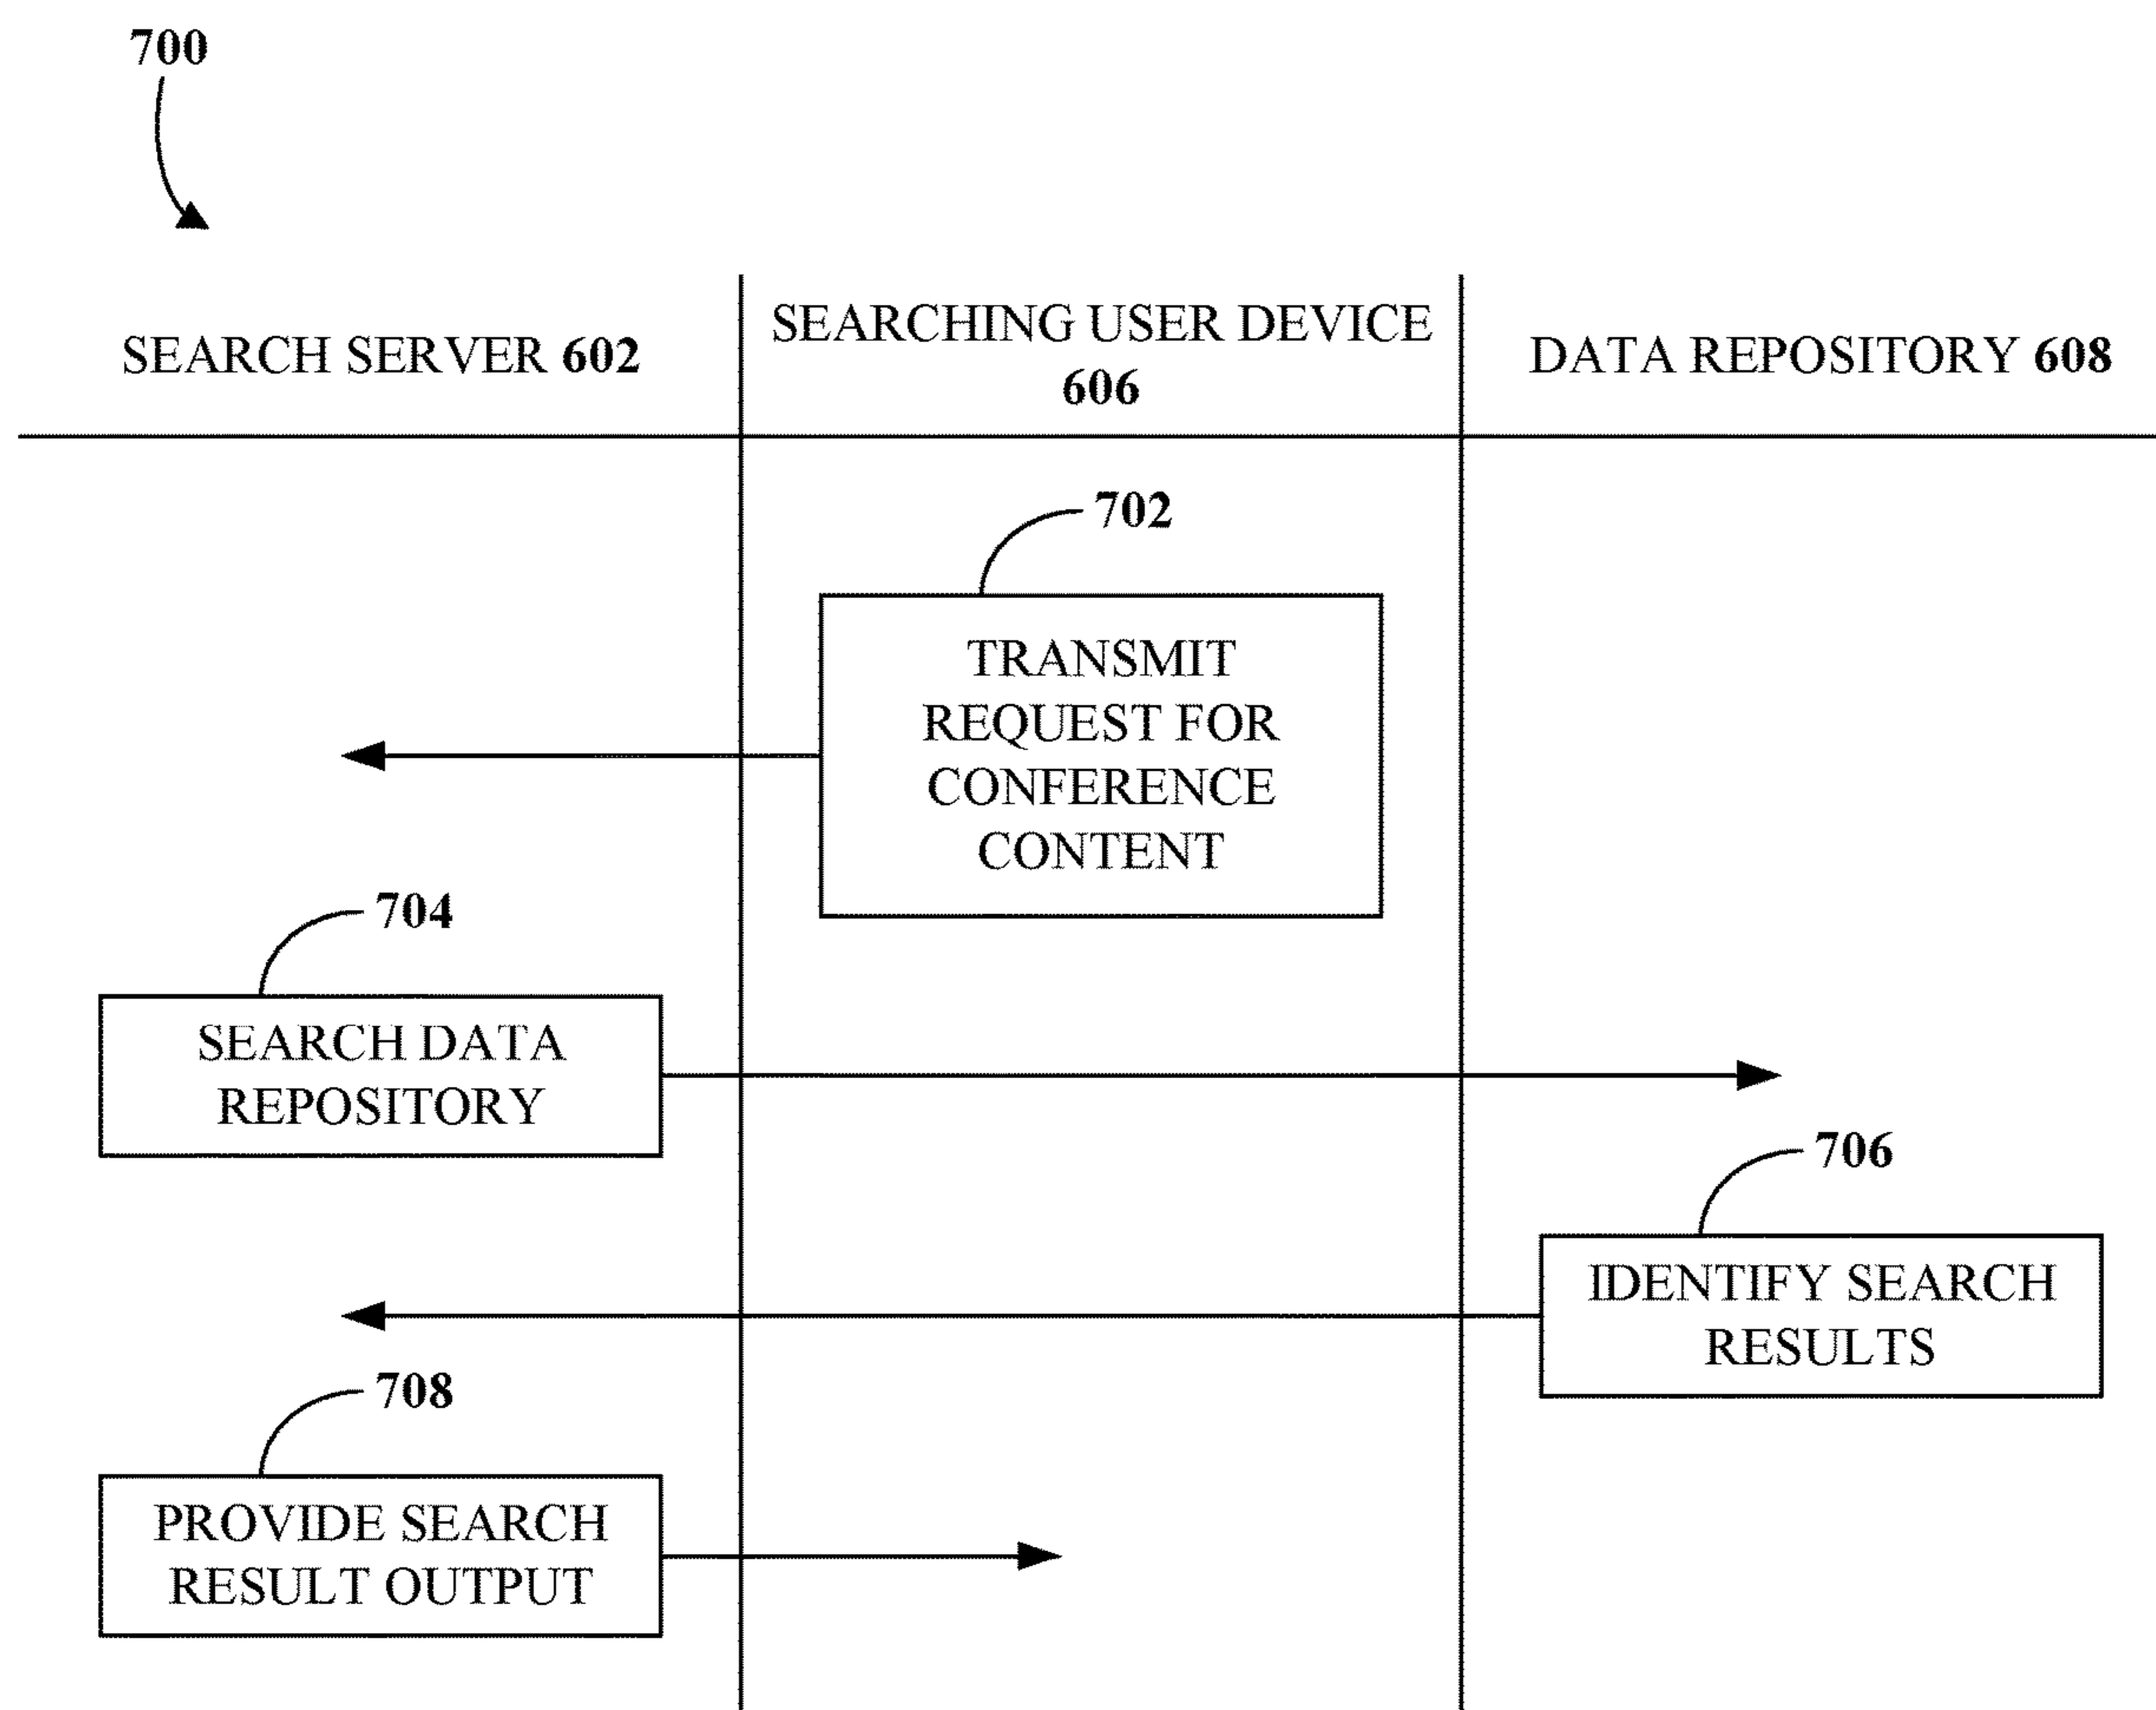 700
SEARCH SERVER 602
SEARCHING USER DEVICE
606
DATA REPOSITORY 608
702
TRANSMIT
REQUEST FOR
CONFERENCE
CONTENT
704
SEARCH DATA
REPOSITORY
706
IDENTIFY SEARCH
RESULTS
708
PROVIDE SEARCH
RESULT OUTPUT